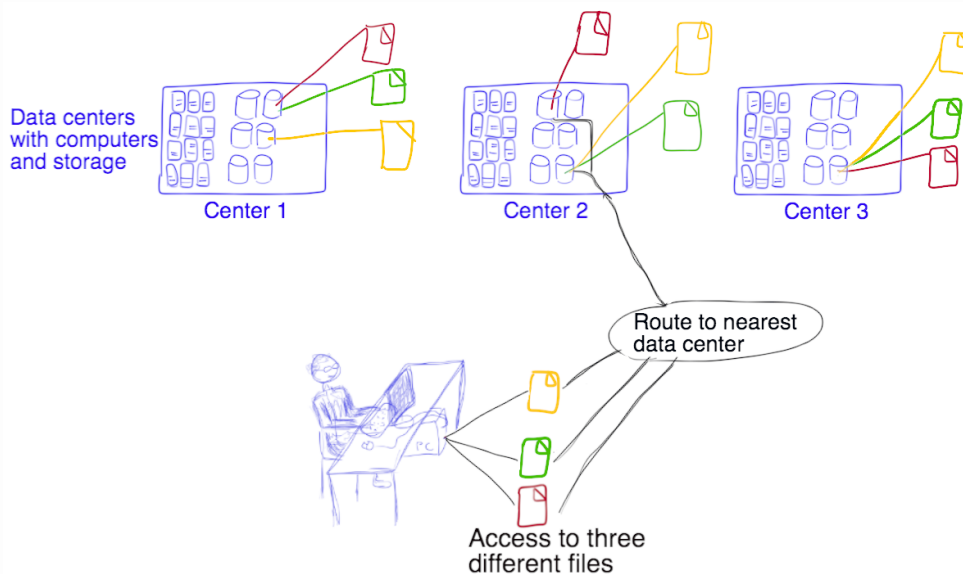 Data centers
with computers
and storage
Center 1
Center 2
Center 3
Route to nearest
data center
PC
Access to three
different files